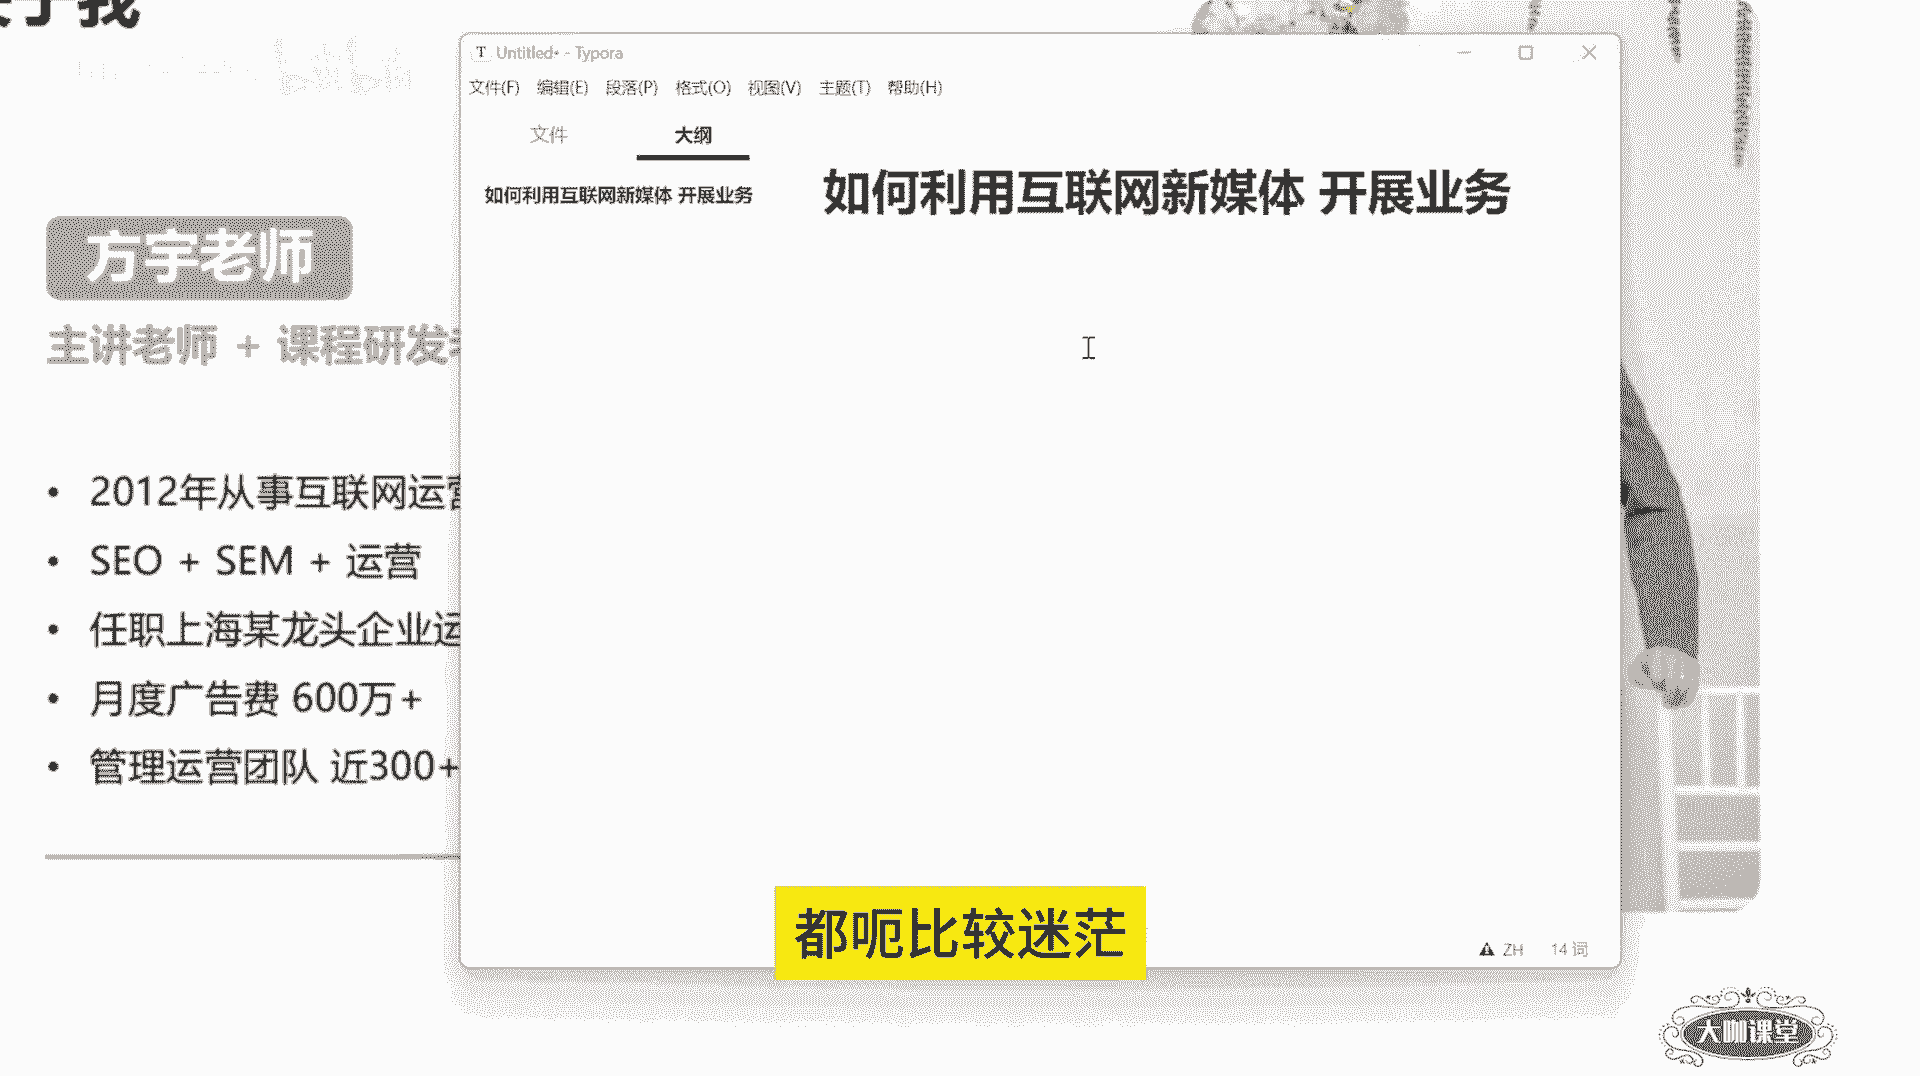 于我
T Untitled• - Typora
文件(F) 编辑(E) 段落(P) 格式(O) 视图(V) 主题(T) 帮助(H)
文件 大纲
如何利用互联网新媒体 开展业务
如何利用互联网新媒体 开展业务
方宇老师
主讲老师 + 课程研发
• 2012年从事互联网运营
• SEO + SEM + 运营
• 任职上海某龙头企业运
• 月度广告费 600万+
• 管理运营团队 近300+
都呃比较迷茫
ZH 14 词
大咖课堂